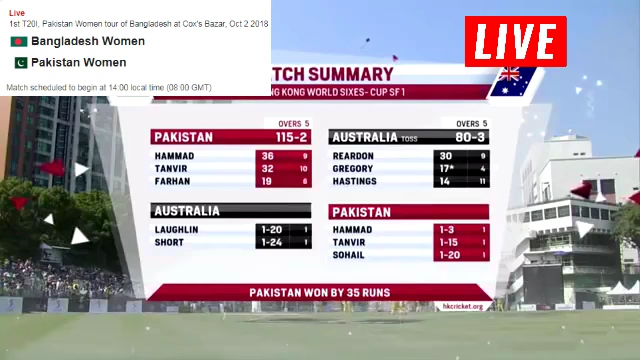 Live
1st T20I, Pakistan Women tour of Bangladesh at Cox's Bazar, Oct 2 2018
Bangladesh Women
Pakistan Women
Match scheduled to begin at 14:00 local time (08:00 GMT)
LIVE
TCH SUMMARY
NG KONG WORLD SIXES- CUP SF 1
OVERS 5
PAKISTAN 115-2
HAMMAD 36 9
TANVIR 32 10
FARHAN 19 6
OVERS 5
AUSTRALIA TOSS 80-3
REARDON 30 9
GREGORY 17* 4
HASTINGS 14 11
AUSTRALIA
LAUGHLIN 1-20 1
SHORT 1-24 1
PAKISTAN
HAMMAD 1-3 1
TANVIR 1-15 1
SOHAIL 1-20 1
PAKISTAN WON BY 35 RUNS
hkcricket.org